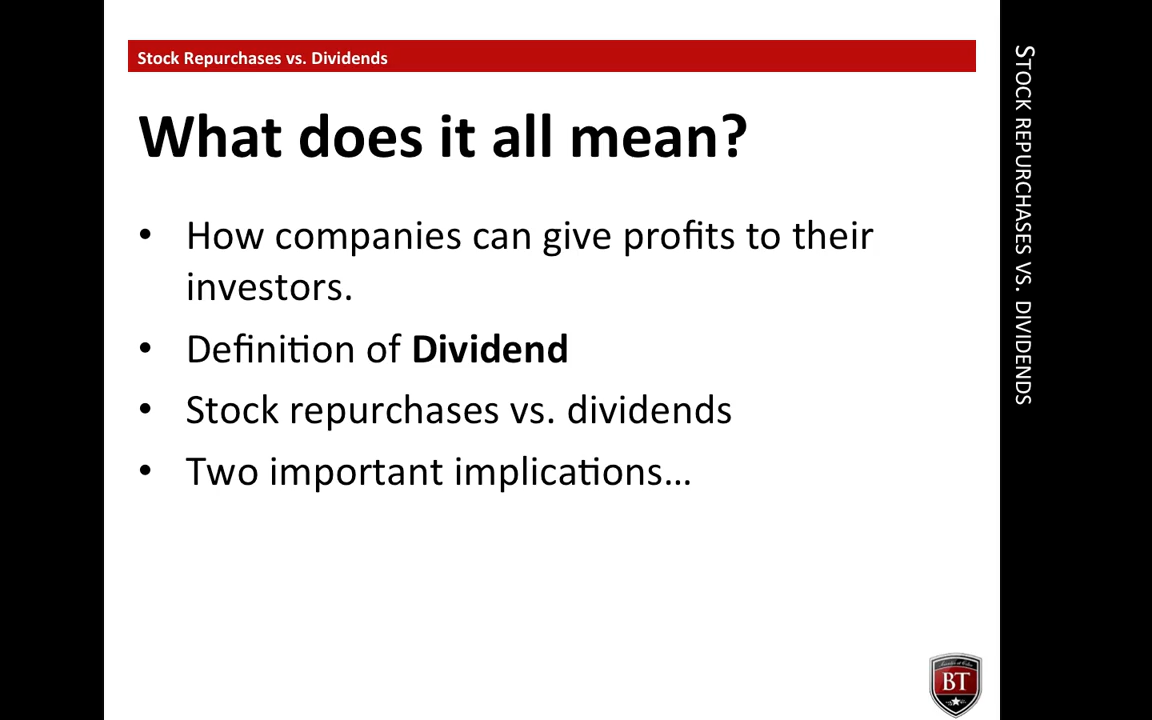 Stock Repurchases vs. Dividends
What does it all mean?
• How companies can give profits to their
investors.
• Definition of Dividend
• Stock repurchases vs. dividends
• Two important implications...
STOCK REPURCHASES VS. DIVIDENDS
BT